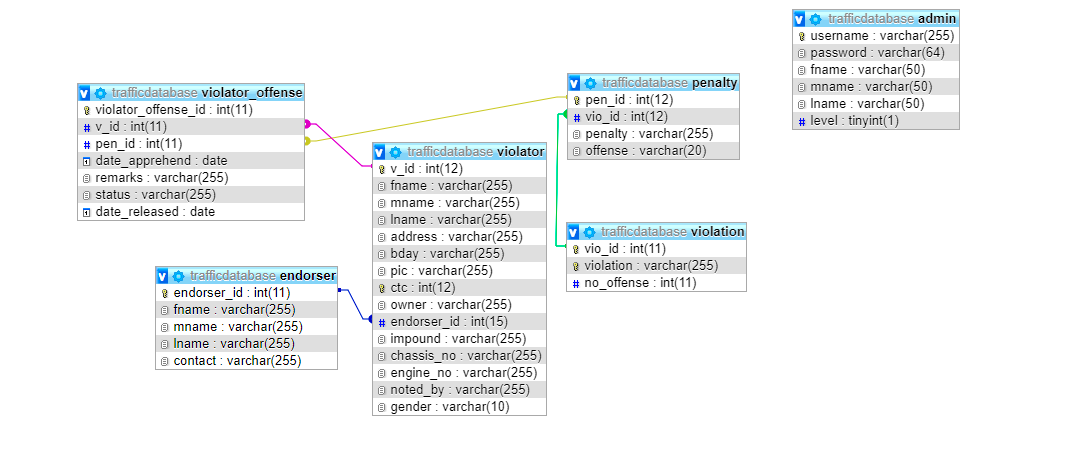 trafficdatabase violator_offense
violator_offense_id : int(11)
v_id : int(11)
pen_id : int(11)
date_apprehend : date
remarks : varchar(255)
status : varchar(255)
date_released : date
trafficdatabase endorser
endorser_id : int(11)
fname : varchar(255)
mname : varchar(255)
lname : varchar(255)
contact : varchar(255)
trafficdatabase violator
v_id : int(12)
fname : varchar(255)
mname : varchar(255)
lname : varchar(255)
address : varchar(255)
bday : varchar(255)
pic : varchar(255)
ctc : int(12)
owner : varchar(255)
endorser_id : int(15)
impound : varchar(255)
chassis_no : varchar(255)
engine_no : varchar(255)
noted_by : varchar(255)
gender : varchar(10)
trafficdatabase penalty
pen_id : int(12)
vio_id : int(12)
penalty : varchar(255)
offense : varchar(20)
trafficdatabase violation
vio_id : int(11)
violation : varchar(255)
no_offense : int(11)
trafficdatabase admin
username : varchar(255)
password : varchar(64)
fname : varchar(50)
mname : varchar(50)
lname : varchar(50)
level : tinyint(1)